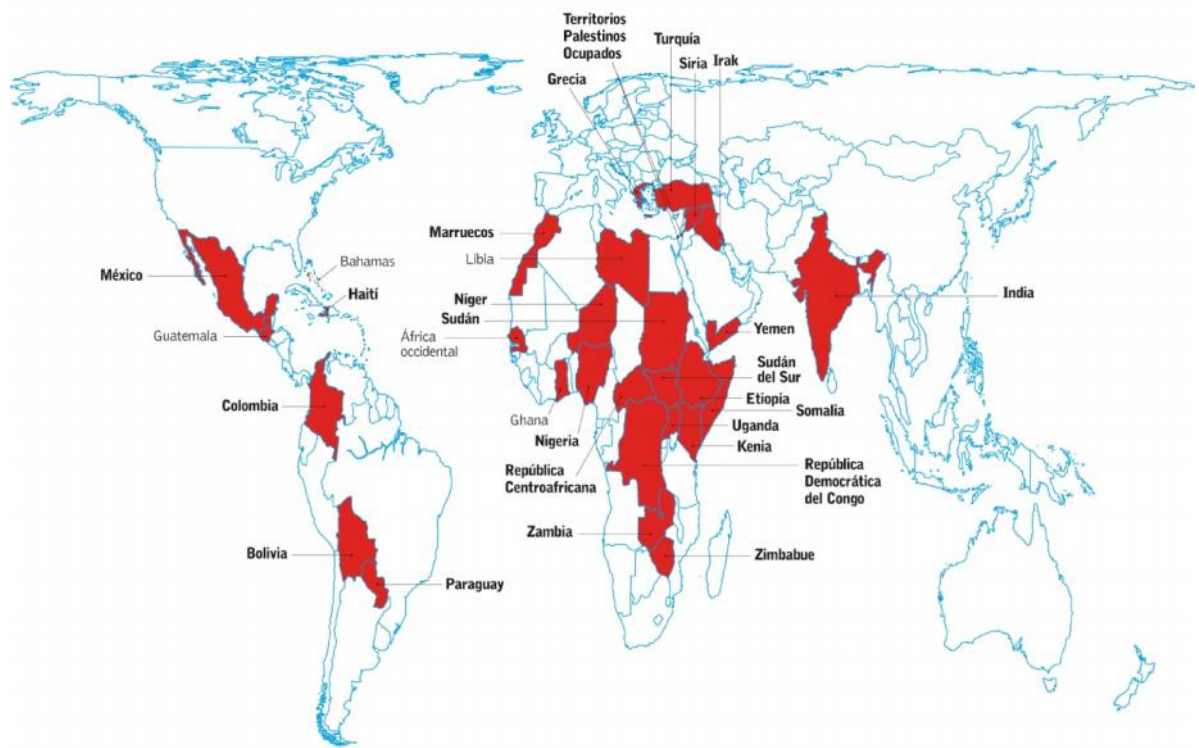 Territorios
Palestinos
Ocupados
Turquía
Siria
Irak
Grecia
Marruecos
Libia
México
Bahamas
Haití
Níger
Sudán
India
Guatemala
África
occidental
Yemen
Sudán
del Sur
Etiopía
Colombia
Somalia
Ghana
Uganda
Nigeria
Kenia
República
Centroafricana
República
Democrática
del Congo
Zambia
Bolivia
Zimbabue
Paraguay